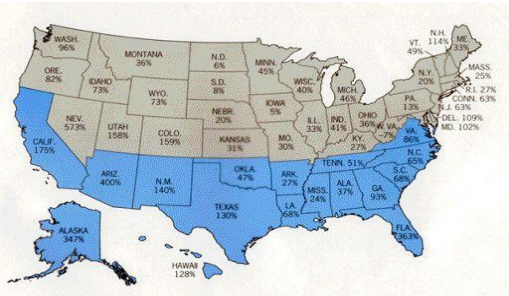 WASH.
96%
MONTANA
36%
N.D.
6%
MINN.
45%
VT.
49%
N.H.
114%
ME.
33%
ORE.
82%
IDAHO
73%
S.D.
8%
WISC.
40%
MICH.
46%
N.Y.
20%
MASS.
25%
R.I. 27%
CONN. 63%
N.J. 63%
DEL. 109%
MD. 102%
WYO.
73%
NEBR.
20%
IOWA
5%
ILL.
33%
IND.
41%
OHIO
36%
PA.
13%
W. VA.
-7%
VA.
86%
NEV.
573%
UTAH
158%
COLO.
159%
KANSAS
31%
MO.
30%
KY.
27%
CALIF.
175%
ARIZ.
400%
N.M.
140%
OKLA.
47%
ARK.
27%
TENN. 51%
N.C.
65%
S.C.
68%
TEXAS
130%
LA.
68%
MISS.
24%
ALA.
37%
GA.
93%
FLA.
363%
ALASKA
347%
HAWAII
128%